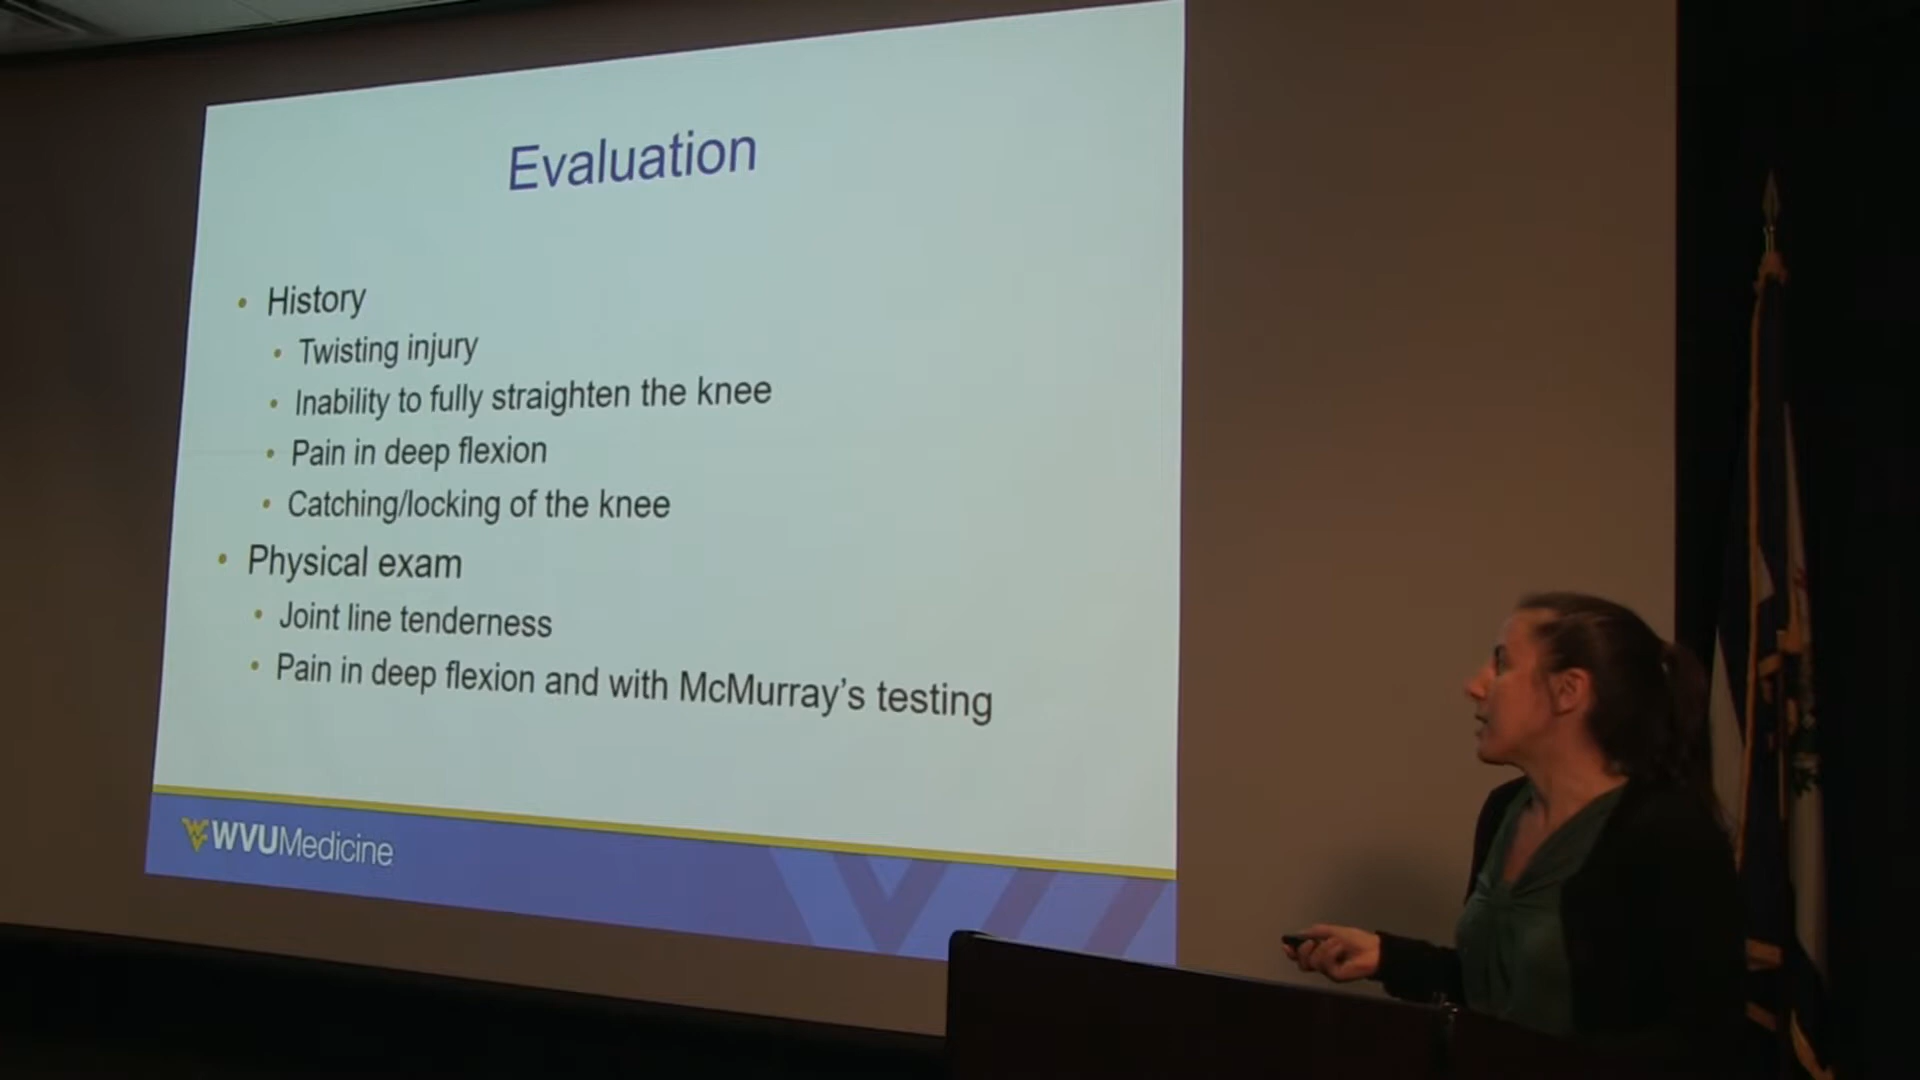 Evaluation
• History
• Twisting injury
• Inability to fully straighten the knee
• Pain in deep flexion
• Catching/locking of the knee
• Physical exam
• Joint line tenderness
• Pain in deep flexion and with McMurray's testing
WVUMedicine